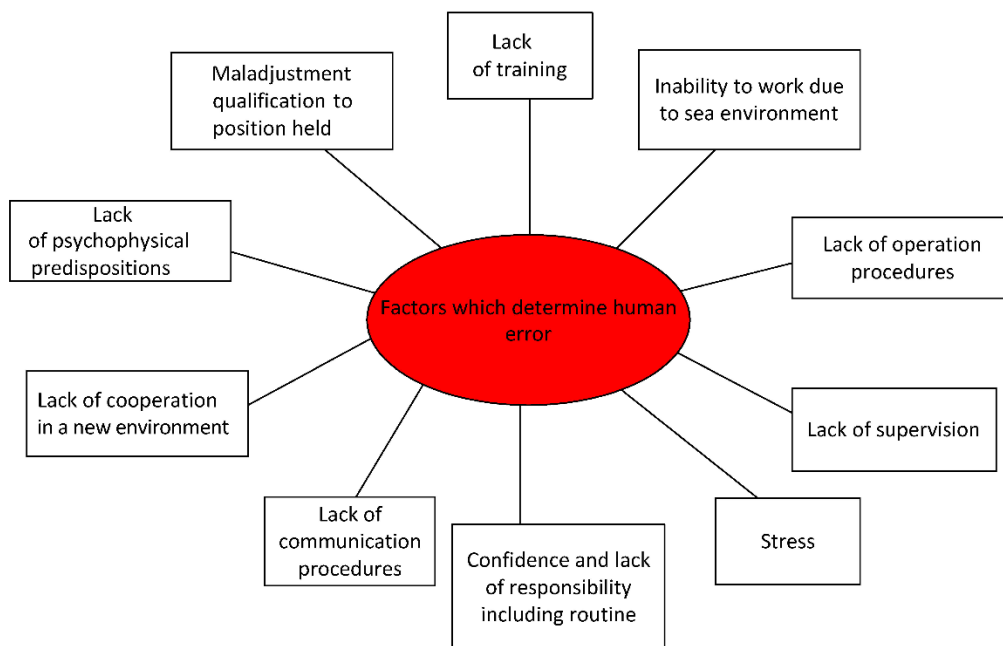 Lack
of training
Maladjustment
qualification to
position held
Inability to work due
to sea environment
Lack
of psychophysical
predispositions
Lack of operation
procedures
Factors which determine human
error
Lack of cooperation
in a new environment
Lack of supervision
Lack of
communication
procedures
Confidence and lack
of responsibility
including routine
Stress